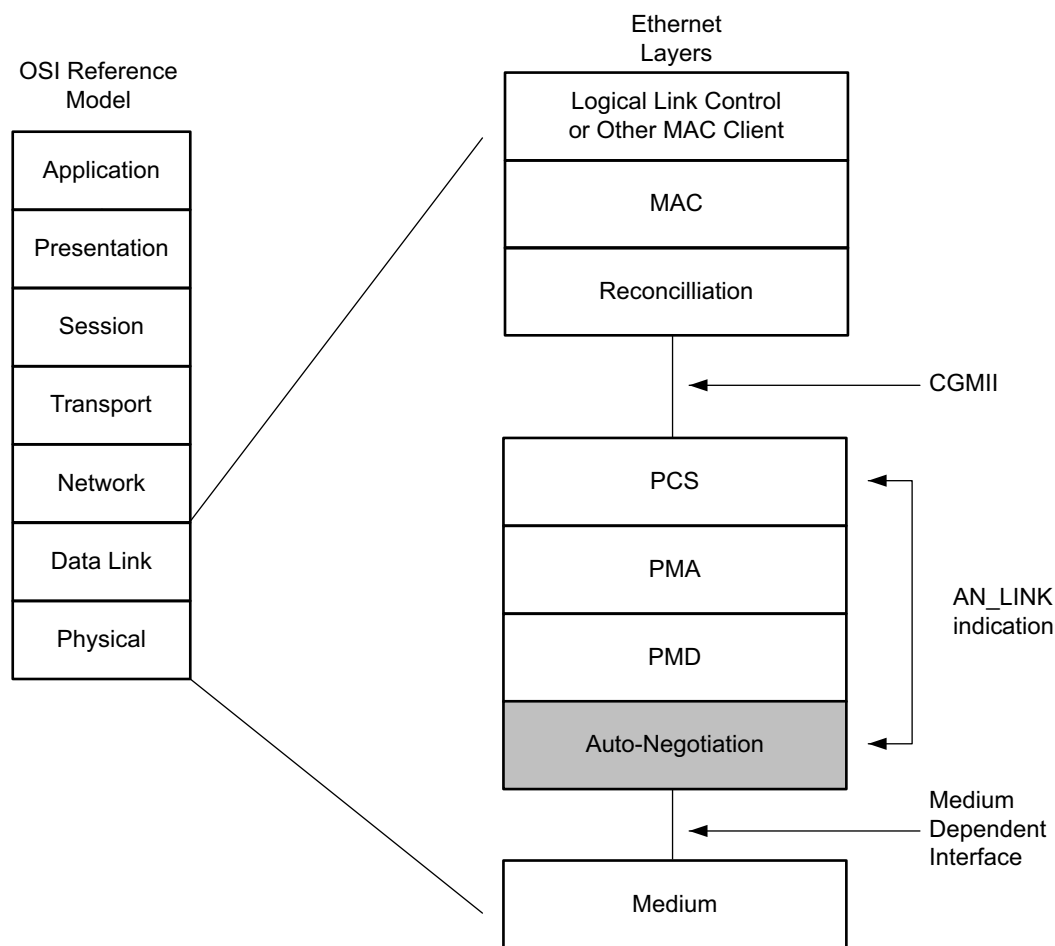 OSI Reference
Model
Application
Presentation
Session
Transport
Network
Data Link
Physical
Ethernet
Layers
Logical Link Control
or Other MAC Client
MAC
Reconcilliation
CGMII
PCS
PMA
PMD
Auto-Negotiation
AN_LINK
indication
Medium
Dependent
Interface
Medium